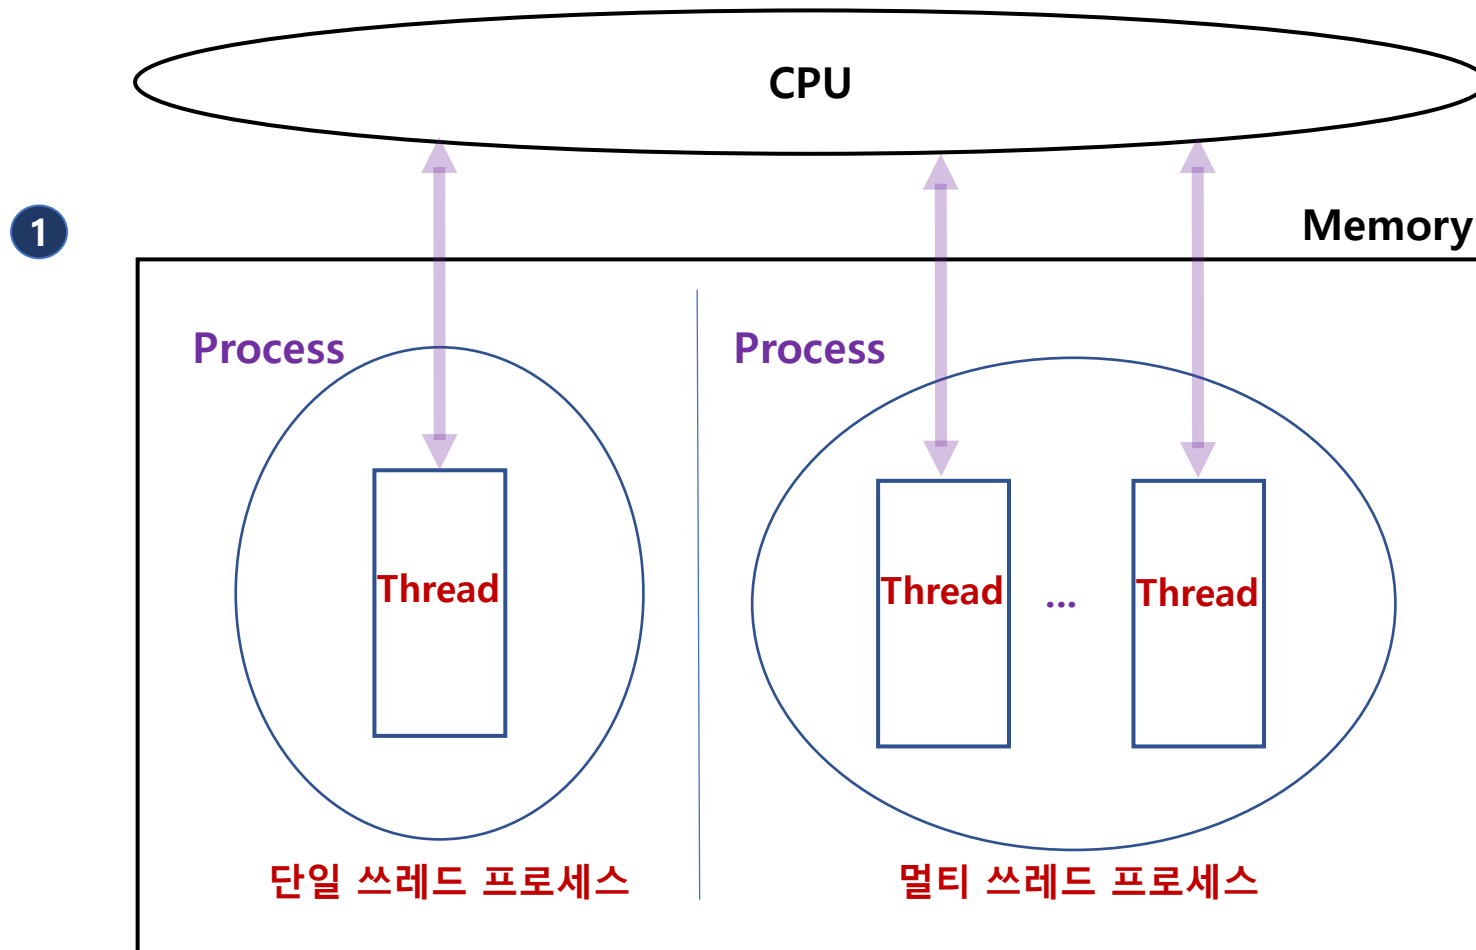 CPU
1
Memory
Process
Process
Thread
Thread
...
Thread
단일 쓰레드 프로세스
멀티 쓰레드 프로세스